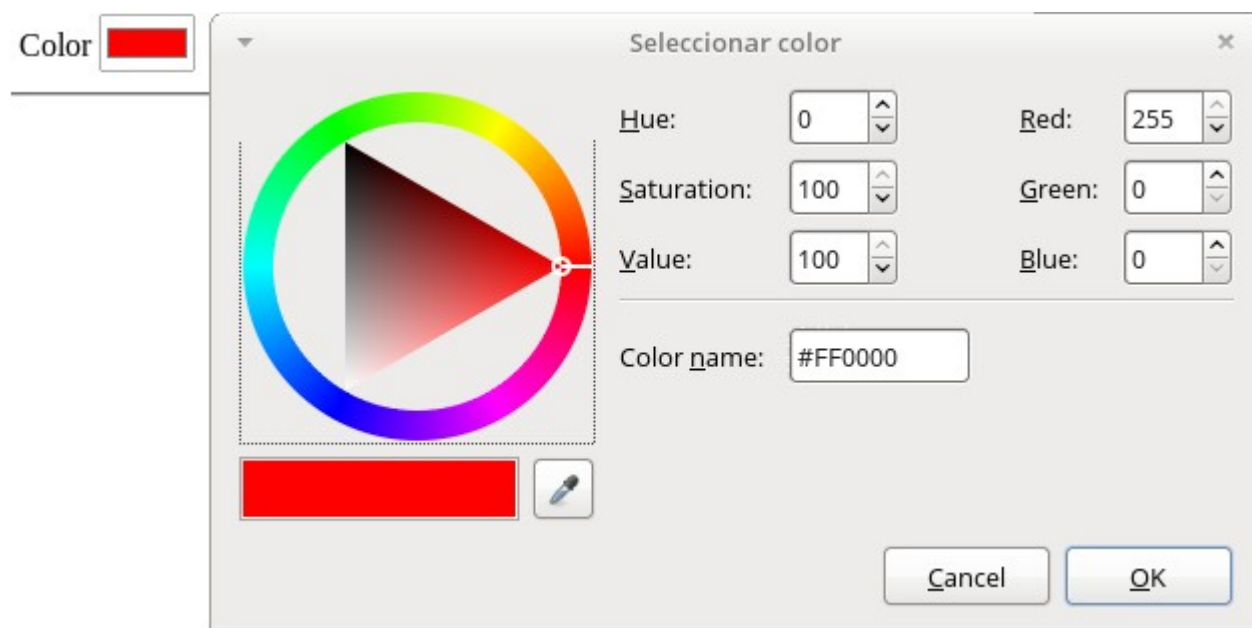 Color
Seleccionar color
Hue: 0 Red: 255
Saturation: 100 Green: 0
Value: 100 Blue: 0
Color name: #FF0000
Cancel OK